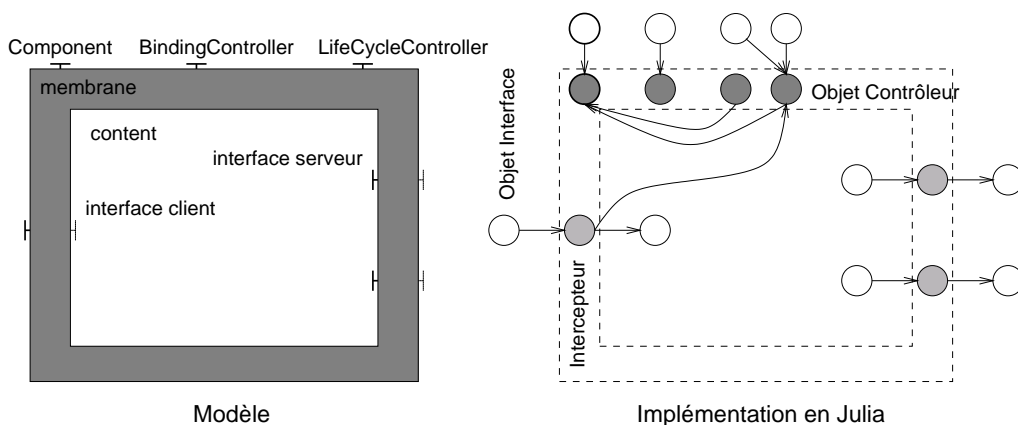 Component
BindingController
LifeCycleController
membrane
content
interface serveur
interface client
Modèle
Objet Interface
Objet Contrôleur
Intercepteur
Implémentation en Julia